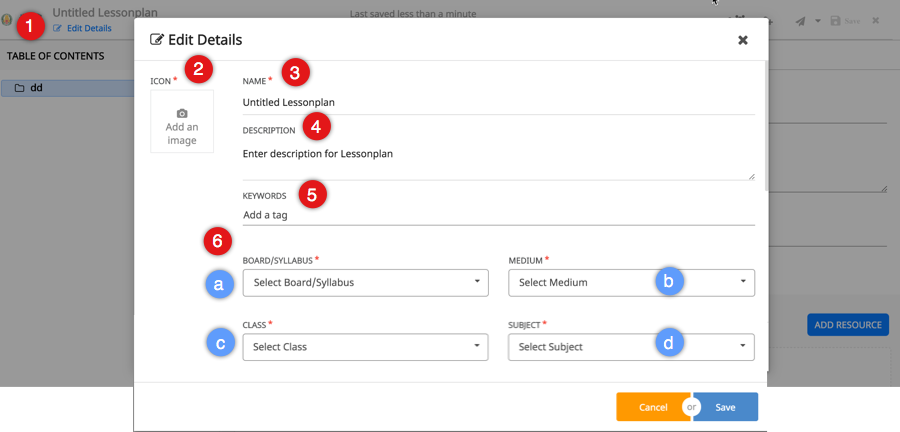 Untitled Lessonplan
Last saved less than a minute
1
Edit Details
Save
TABLE OF CONTENTS
dd
Edit Details
ICON *
2
Add an
image
NAME *
3
Untitled Lessonplan
DESCRIPTION
4
Enter description for Lessonplan
KEYWORDS
5
Add a tag
6
BOARD/SYLLABUS *
a
Select Board/Syllabus
MEDIUM *
Select Medium
b
CLASS *
c
Select Class
SUBJECT *
Select Subject
d
ADD RESOURCE
Cancel or Save